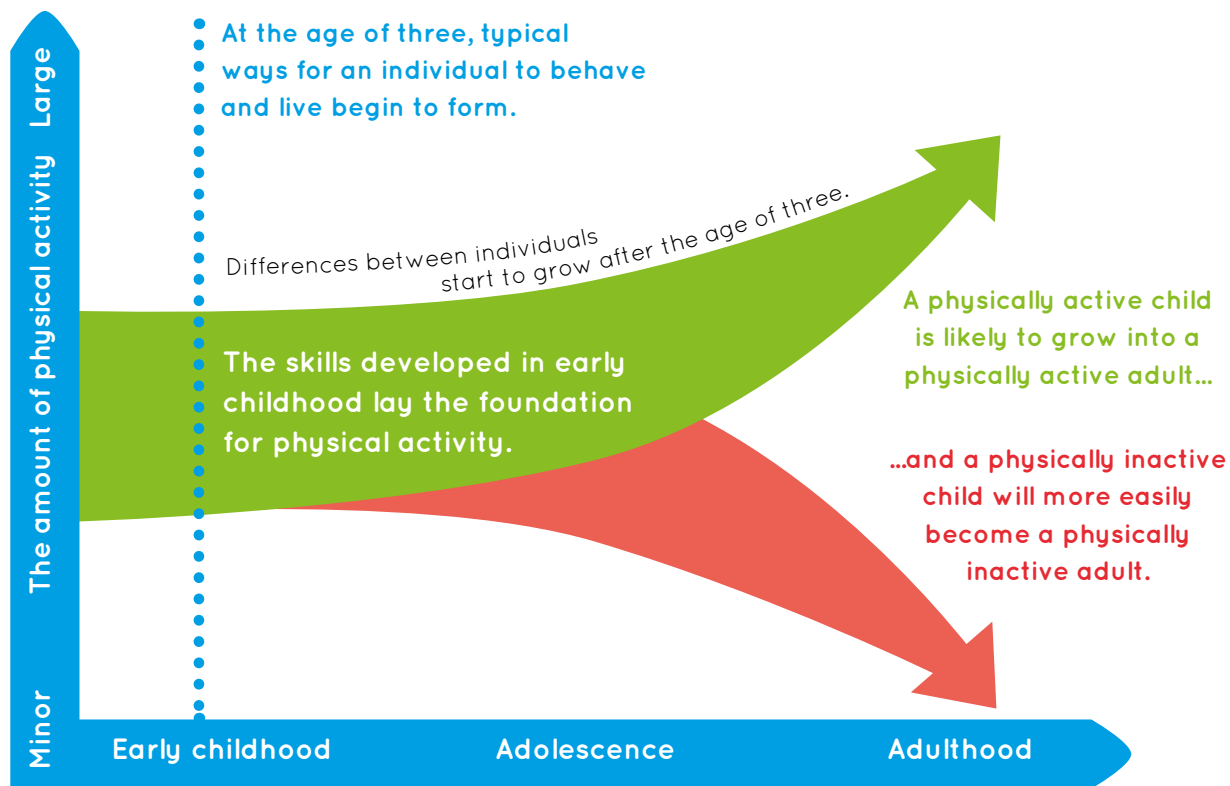 At the age of three, typical
ways for an individual to behave
and live begin to form.
Large
The amount of physical activity
Minor
Differences between individuals
start to grow after the age of three.
The skills developed in early
childhood lay the foundation
for physical activity.
A physically active child
is likely to grow into a
physically active adult...
...and a physically inactive
child will more easily
become a physically
inactive adult.
Early childhood
Adolescence
Adulthood